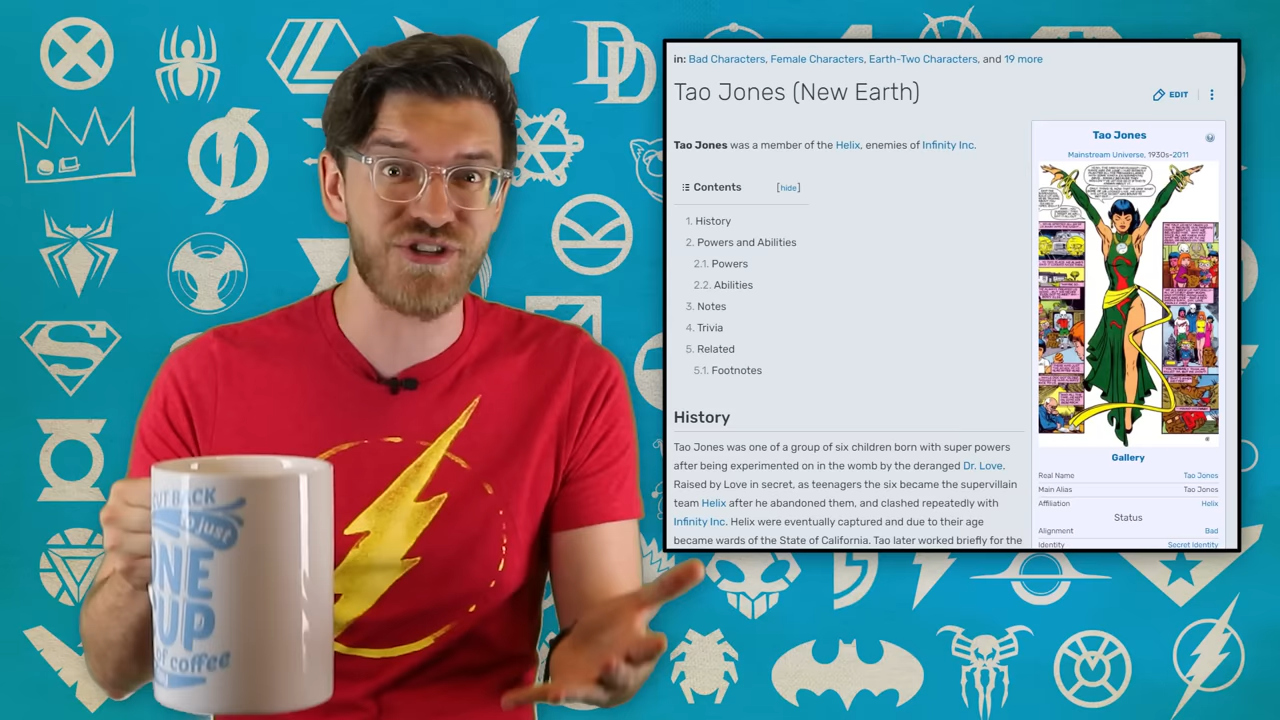 in: Bad Characters, Female Characters, Earth-Two Characters, and 19 more
Tao Jones (New Earth)
EDIT
Tao Jones was a member of the Helix, enemies of Infinity Inc.
Contents [hide]
1. History
2. Powers and Abilities
2.1. Powers
2.2. Abilities
3. Notes
4. Trivia
5. Related
5.1. Footnotes
History
Tao Jones was one of a group of six children born with super powers
after being experimented on in the womb by the deranged Dr. Love.
Raised by Love in secret, as teenagers the six became the supervillain
team Helix after he abandoned them, and clashed repeatedly with
Infinity Inc. Helix were eventually captured and due to their age
became wards of the State of California. Tao later worked briefly for the
Tao Jones
Mainstream Universe, 1930s-2011
Gallery
Real Name Tao Jones
Main Alias Tao Jones
Affiliation Helix
Status
Alignment Bad
Identity Secret Identity
CUT BACK
to just
ONE
CUP
of coffee
DD
S